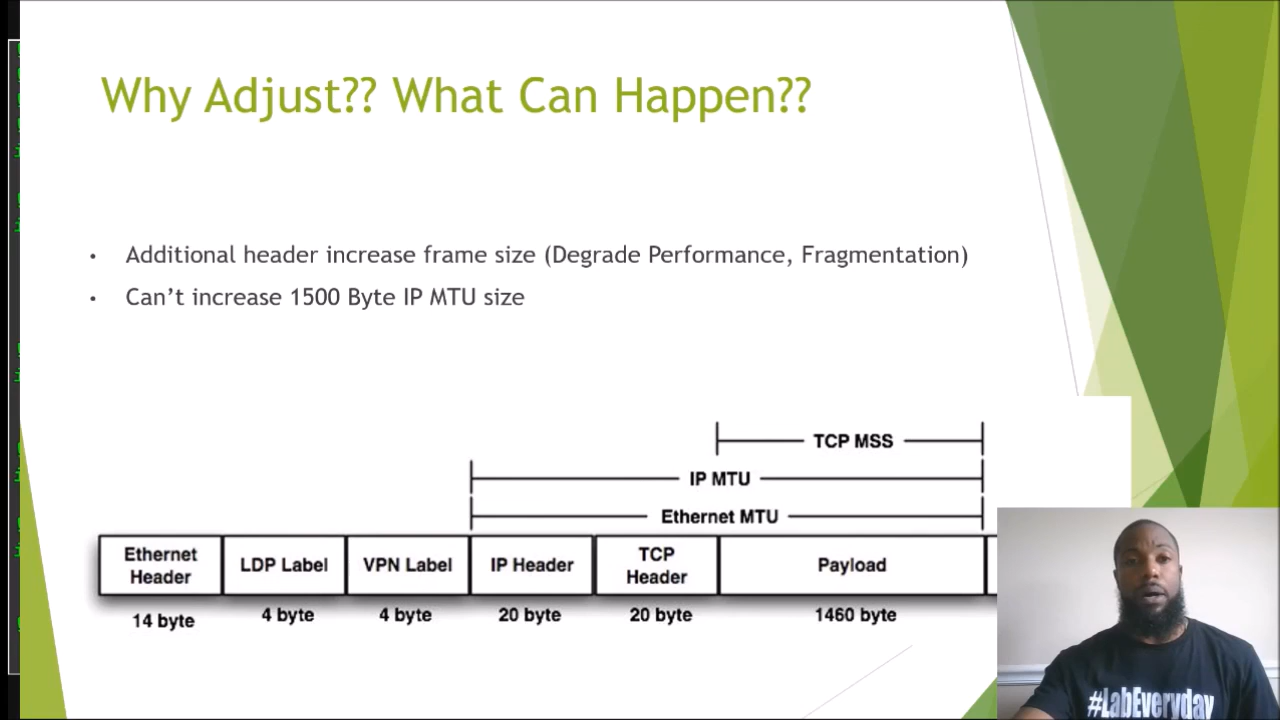 Why Adjust?? What Can Happen??
• Additional header increase frame size (Degrade Performance, Fragmentation)
• Can't increase 1500 Byte IP MTU size
TCP MSS
IP MTU
Ethernet MTU
Ethernet Header
LDP Label
VPN Label
IP Header
TCP Header
Payload
14 byte
4 byte
4 byte
20 byte
20 byte
1460 byte
#LabEveryday